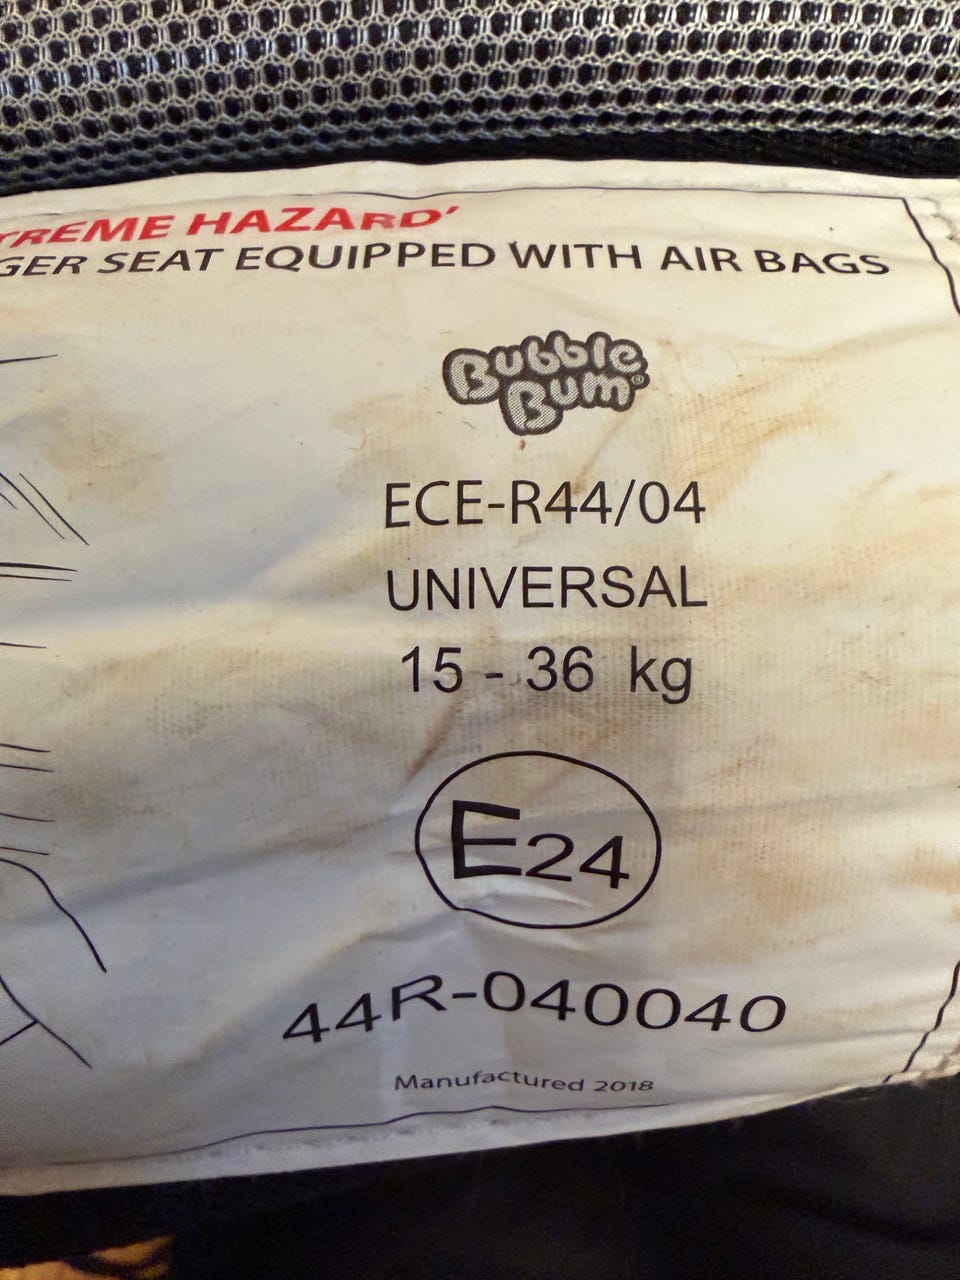 TREME HAZARD'
GER SEAT EQUIPPED WITH AIR BAGS
Bubble
Bum®
ECE-R44/04
UNIVERSAL
15 - 36 kg
E24
44R-040040
Manufactured 2018